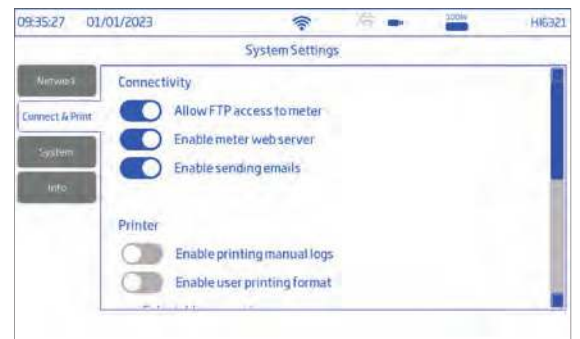 09:35:27 01/01/2023 100% HI6321
System Settings
Network
Connect & Print
System
Info
Connectivity
Allow FTP access to meter
Enable meter web server
Enable sending emails
Printer
Enable printing manual logs
Enable user printing format